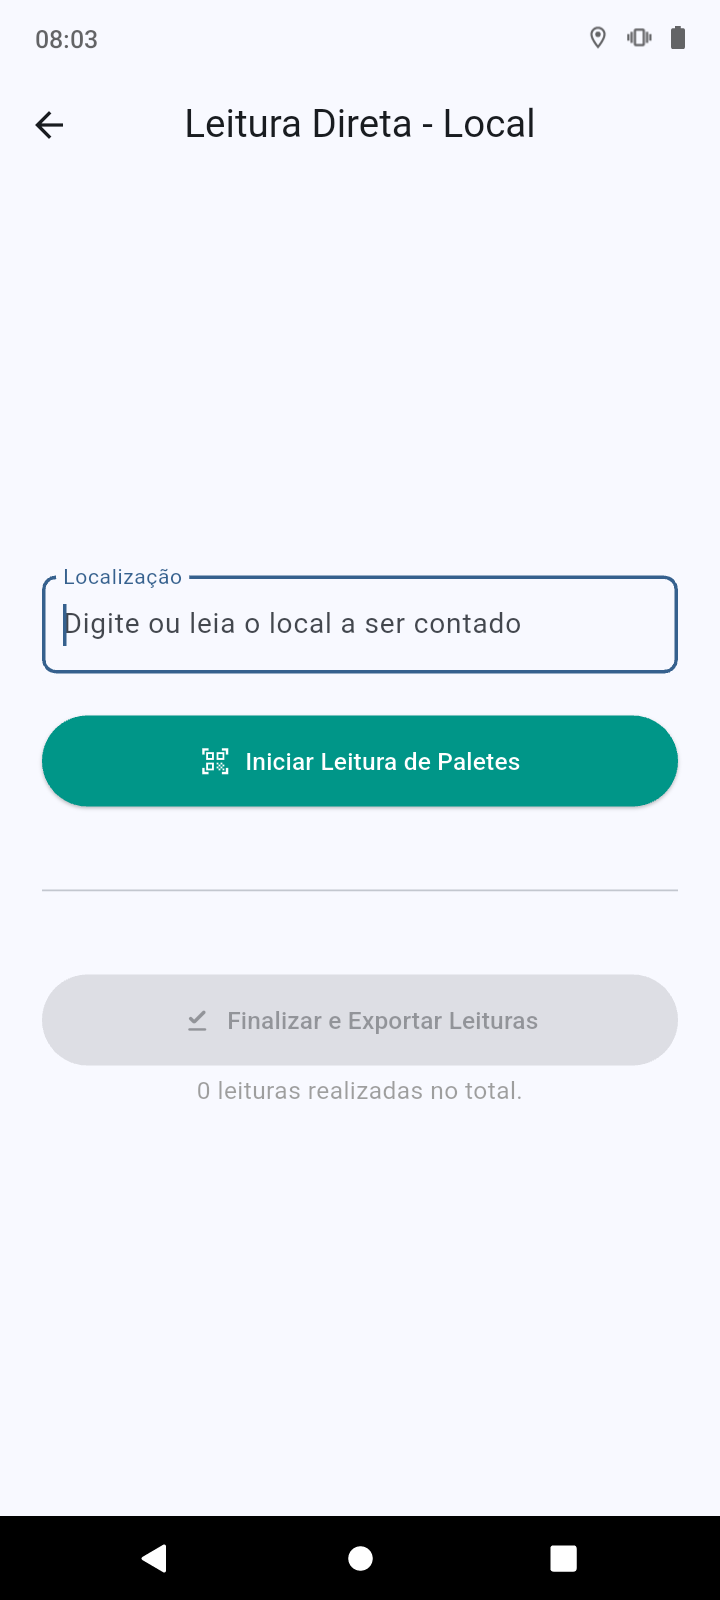 08:03
Leitura Direta - Local
Localização
Digite ou leia o local a ser contado
Iniciar Leitura de Paletes
Finalizar e Exportar Leituras
0 leituras realizadas no total.